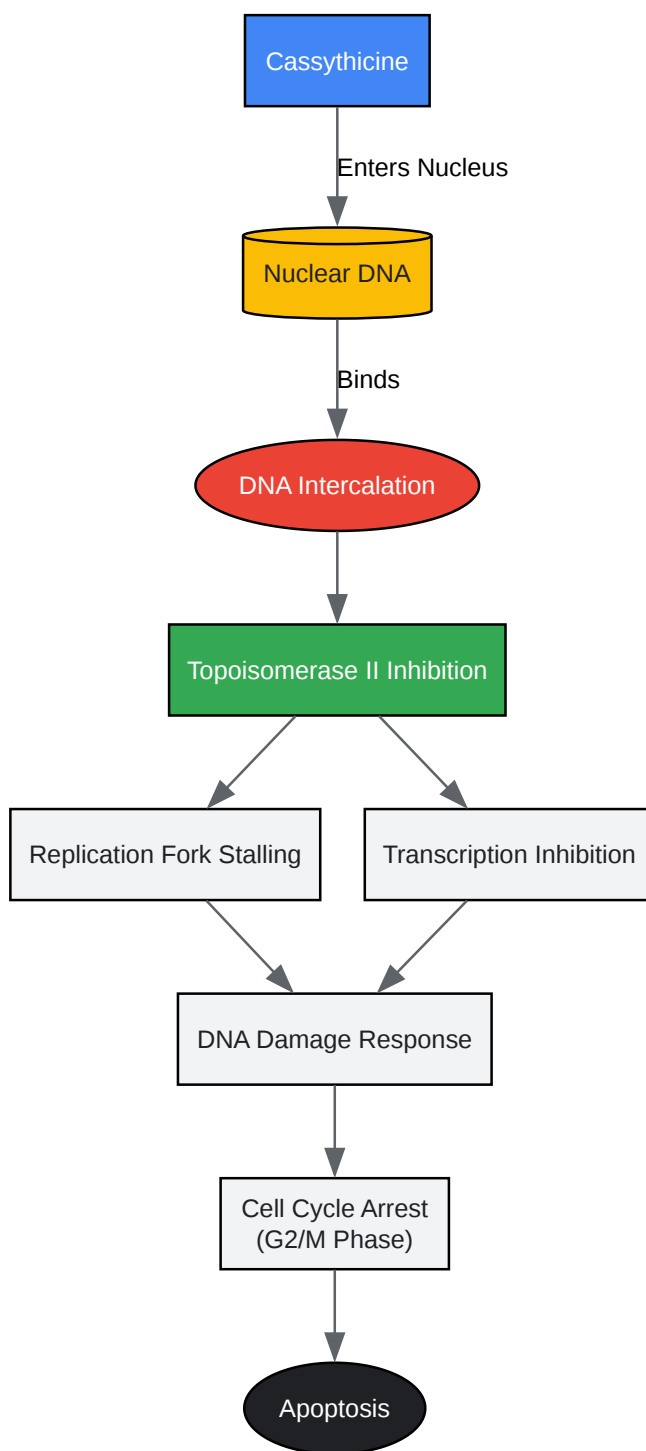 Cassythicine
Enters Nucleus
Nuclear DNA
Binds
DNA Intercalation
Topoisomerase II Inhibition
Replication Fork Stalling
Transcription Inhibition
DNA Damage Response
Cell Cycle Arrest
(G2/M Phase)
Apoptosis